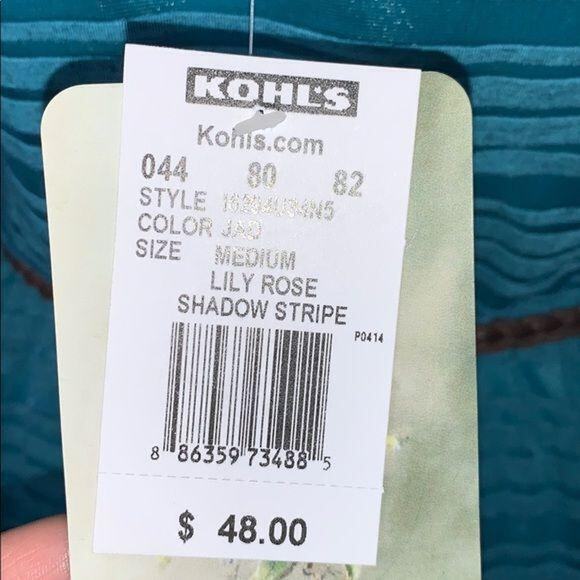 KOHL'S
Kohls.com
044 80 82
STYLE
COLOR JAD
SIZE MEDIUM
LILY ROSE
SHADOW STRIPE
P0414
8 86359 73488 5
$ 48.00